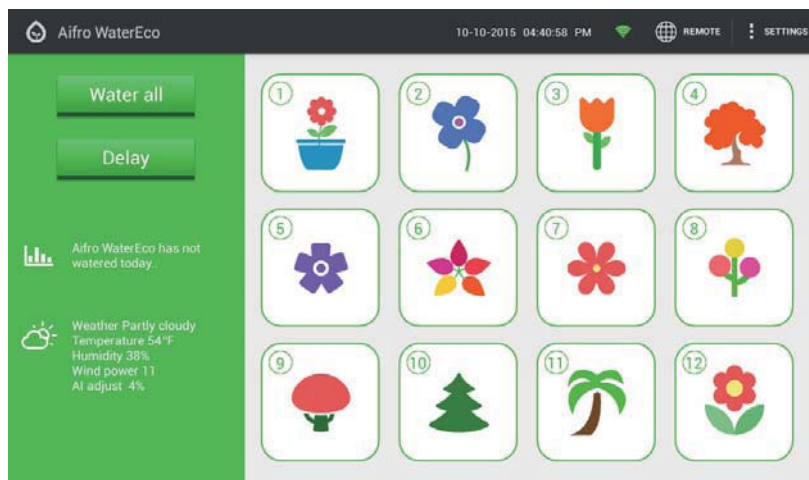 Aifro WaterEco
10-10-2015 04:40:58 PM
REMOTE
SETTINGS
Water all
Delay
Aifro WaterEco has not
watered today..
Weather Partly cloudy
Temperature 54°F
Humidity 38%
Wind power 11
AI adjust 4%
1
2
3
4
5
6
7
8
9
10
11
12